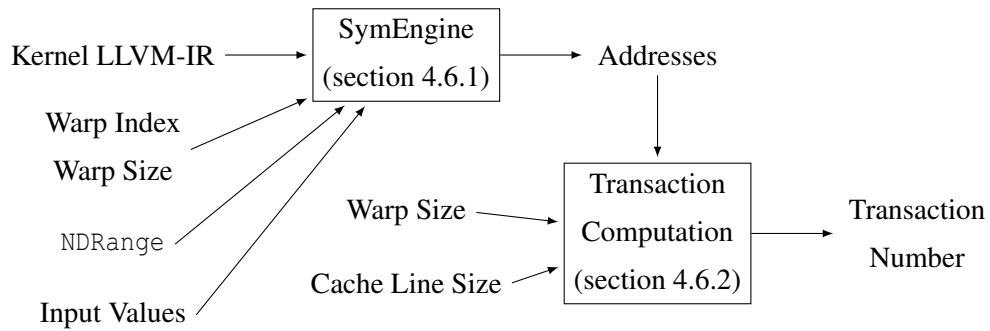 Kernel LLVM-IR
SymEngine
(section 4.6.1)
Addresses
Warp Index
Warp Size
NDRange
Input Values
Warp Size
Cache Line Size
Transaction
Computation
(section 4.6.2)
Transaction
Number